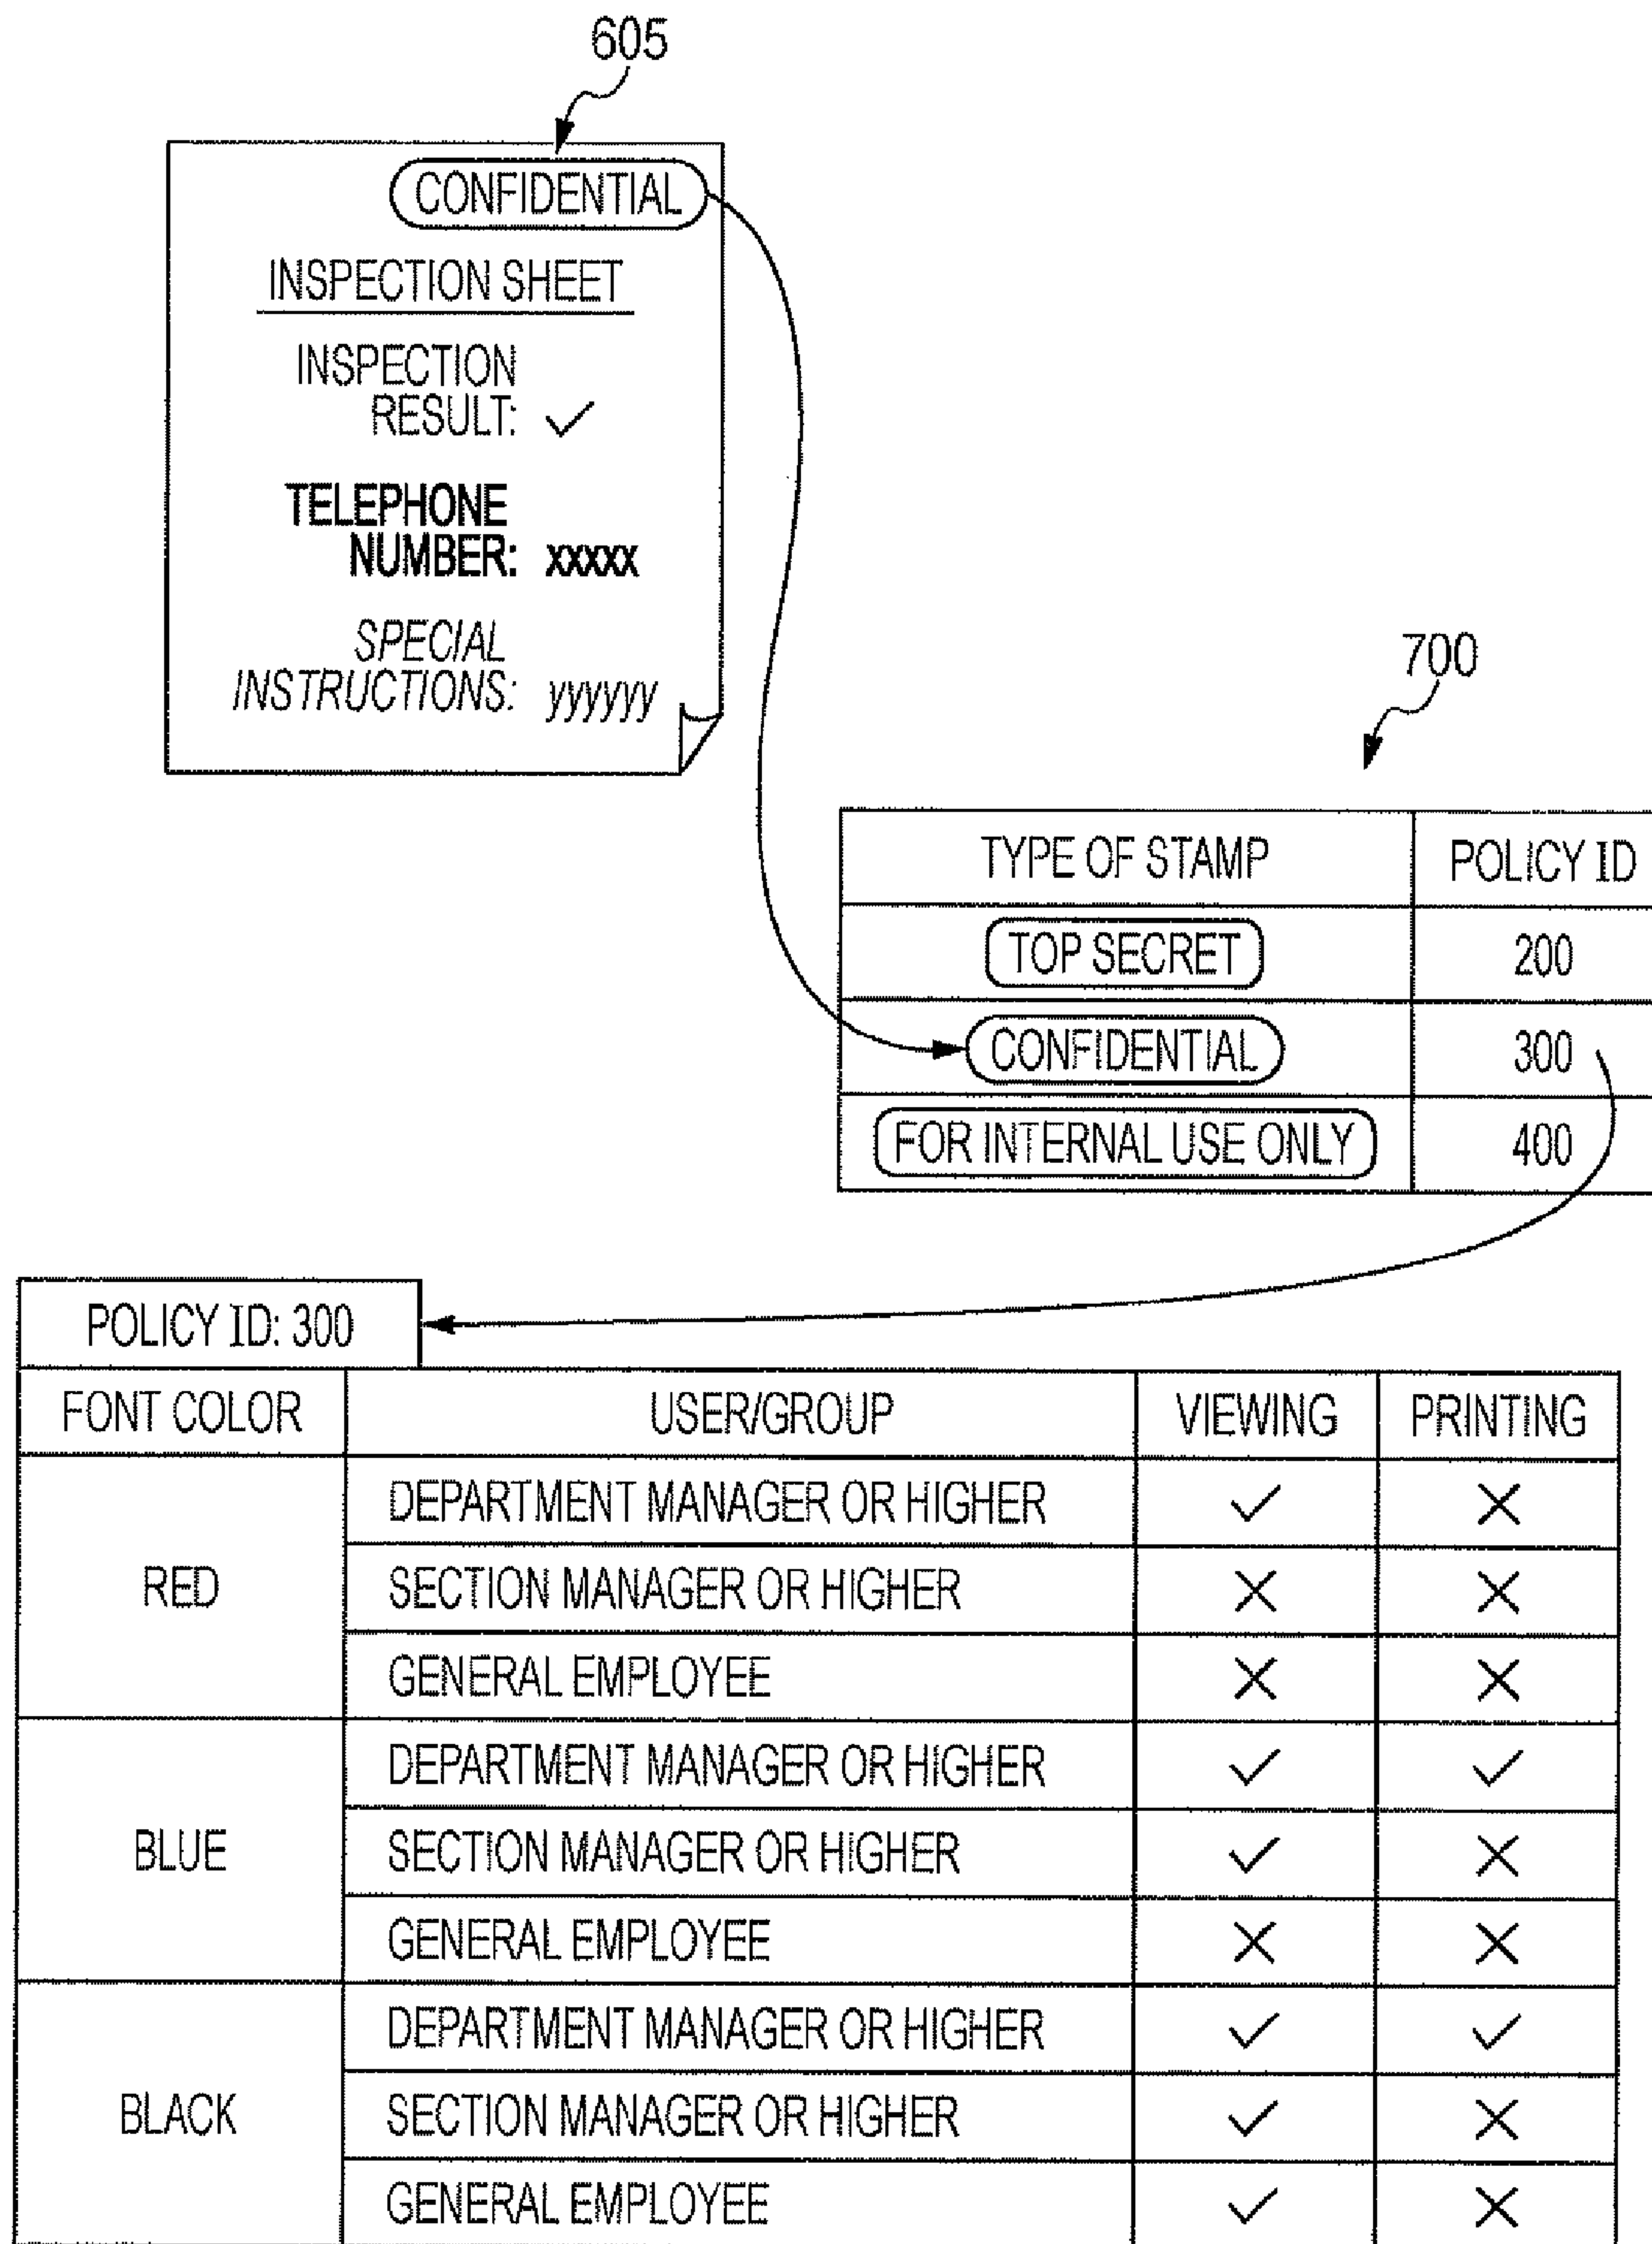 605
CONFIDENTIAL
INSPECTION SHEET
INSPECTION
RESULT: ✓
TELEPHONE
NUMBER: xxxxx
SPECIAL
INSTRUCTIONS: yyyyyy
700
TYPE OF STAMP POLICY ID
TOP SECRET 200
CONFIDENTIAL 300
FOR INTERNAL USE ONLY 400
POLICY ID: 300
FONT COLOR USER/GROUP VIEWING PRINTING
RED
DEPARTMENT MANAGER OR HIGHER ✓ ×
SECTION MANAGER OR HIGHER × ×
GENERAL EMPLOYEE × ×
BLUE
DEPARTMENT MANAGER OR HIGHER ✓ ✓
SECTION MANAGER OR HIGHER ✓ ×
GENERAL EMPLOYEE × ×
BLACK
DEPARTMENT MANAGER OR HIGHER ✓ ✓
SECTION MANAGER OR HIGHER ✓ ×
GENERAL EMPLOYEE ✓ ×